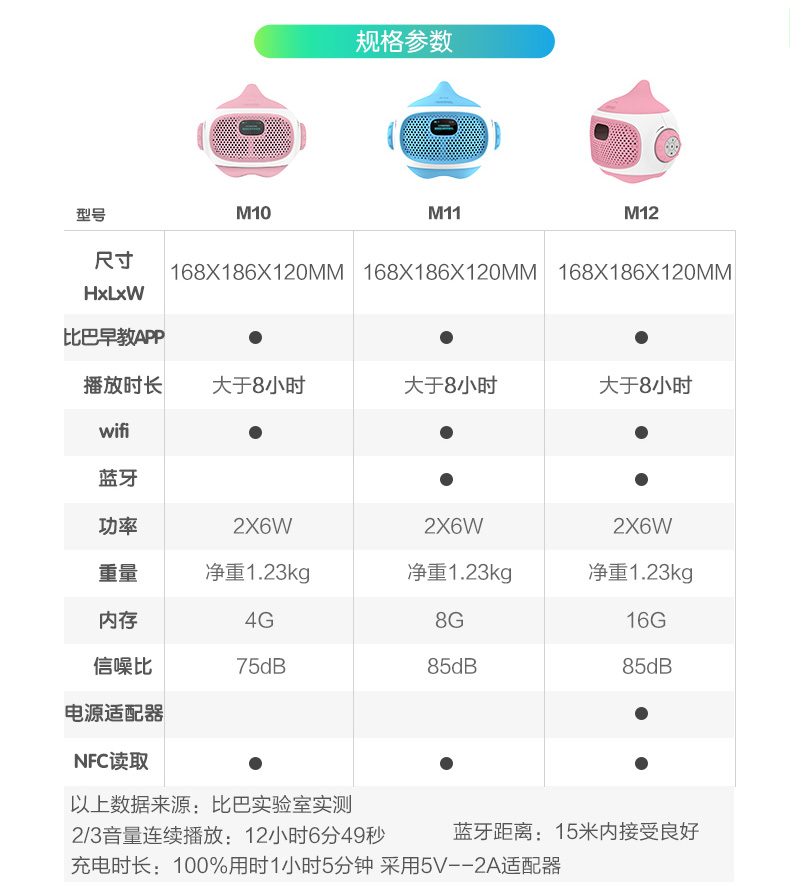 规格参数
型号 M10 M11 M12
尺寸
HxLxW 168X186X120MM 168X186X120MM 168X186X120MM
比巴早教APP ● ● ●
播放时长 大于8小时 大于8小时 大于8小时
wifi ● ● ●
蓝牙 ● ●
功率 2X6W 2X6W 2X6W
重量 净重1.23kg 净重1.23kg 净重1.23kg
内存 4G 8G 16G
信噪比 75dB 85dB 85dB
电源适配器 ●
NFC读取 ● ● ●
以上数据来源：比巴实验室实测
2/3音量连续播放：12小时6分49秒 蓝牙距离：15米内接受良好
充电时长：100%用时1小时5分钟 采用5V--2A适配器